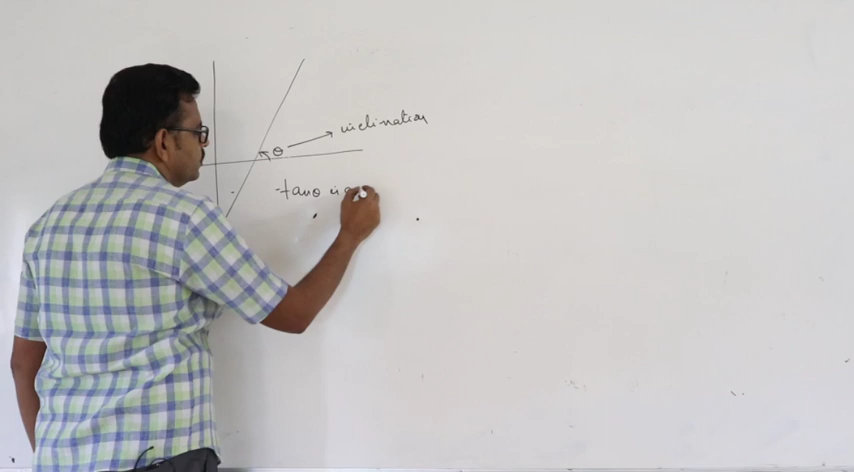 θ → inclination
tanθ is